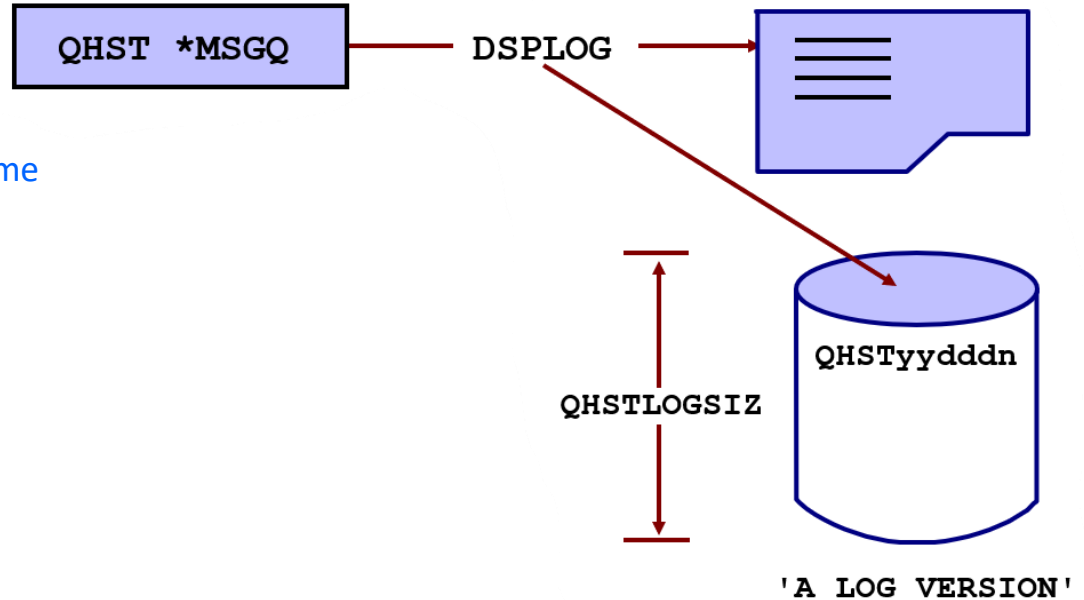 QHST *MSGQ
DSPLOG
me
QHSTyydddn
QHSTLOGSIZ
'A LOG VERSION'